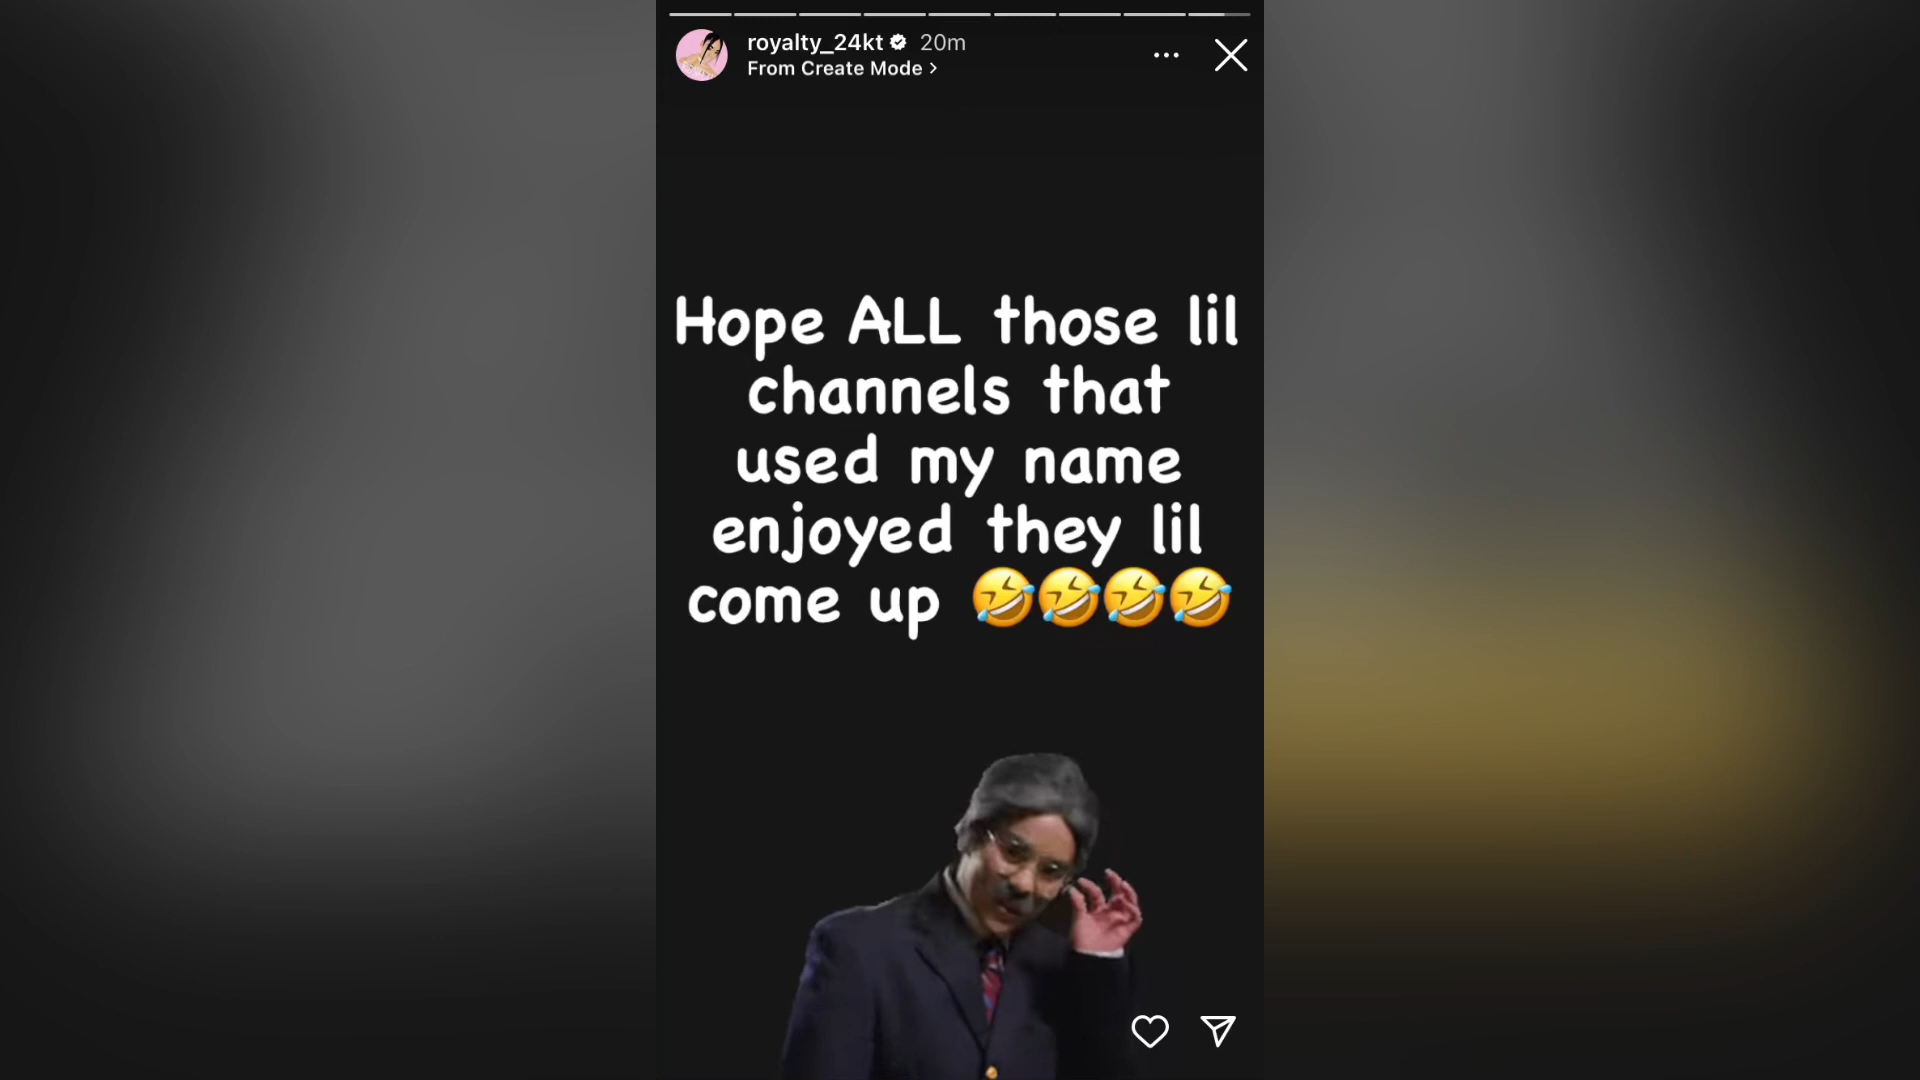 royalty_24kt 20m
From Create Mode >
Hope ALL those lil
channels that
used my name
enjoyed they lil
come up 🤣🤣🤣🤣